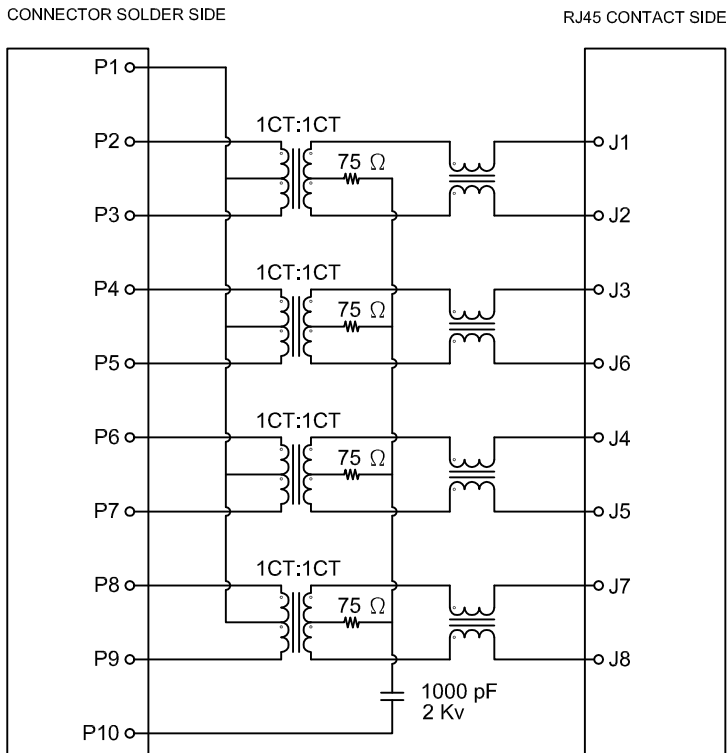 CONNECTOR SOLDER SIDE
RJ45 CONTACT SIDE
P1
1CT:1CT
P2
J1
75 Ω
P3
J2
1CT:1CT
P4
J3
75 Ω
P5
J6
1CT:1CT
P6
J4
75 Ω
P7
J5
1CT:1CT
P8
J7
75 Ω
P9
J8
1000 pF
2 Kv
P10